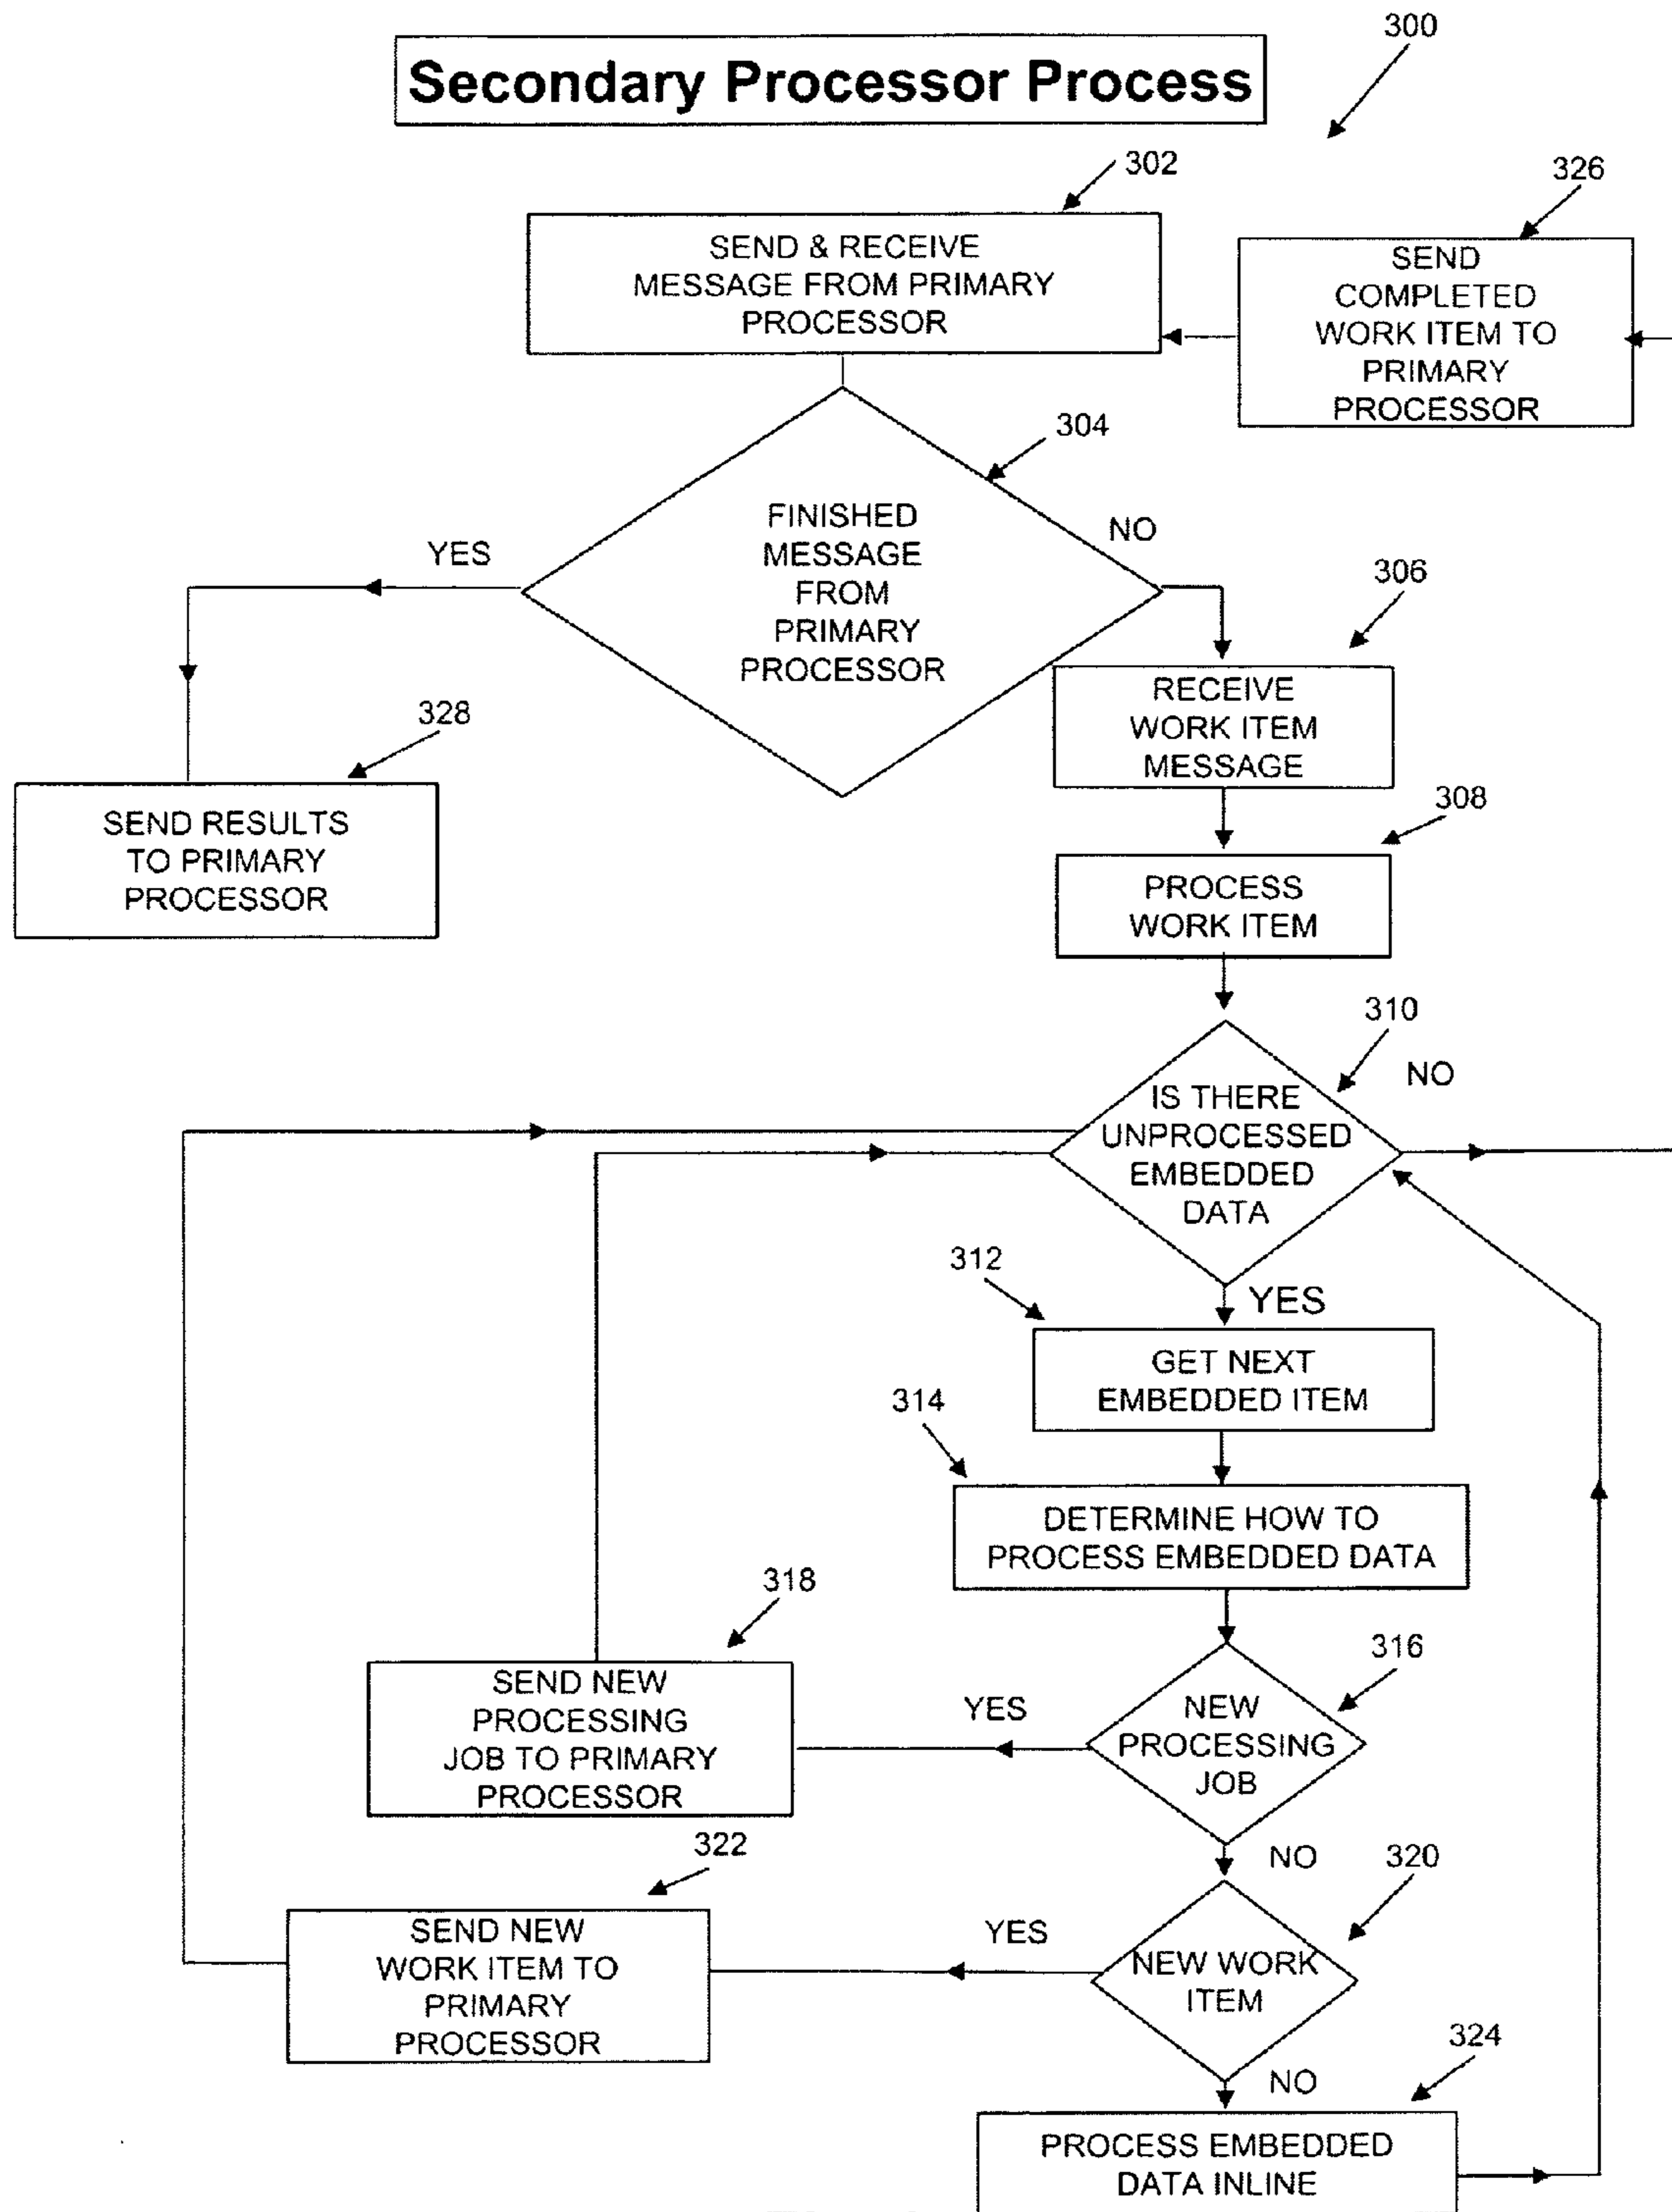 300
Secondary Processor Process
302
326
SEND & RECEIVE
MESSAGE FROM PRIMARY
PROCESSOR
SEND
COMPLETED
WORK ITEM TO
PRIMARY
PROCESSOR
304
FINISHED
MESSAGE
FROM
PRIMARY
PROCESSOR
YES
NO
306
RECEIVE
WORK ITEM
MESSAGE
328
SEND RESULTS
TO PRIMARY
PROCESSOR
308
PROCESS
WORK ITEM
310
NO
IS THERE
UNPROCESSED
EMBEDDED
DATA
312
YES
GET NEXT
EMBEDDED ITEM
314
DETERMINE HOW TO
PROCESS EMBEDDED DATA
318
316
SEND NEW
PROCESSING
JOB TO PRIMARY
PROCESSOR
YES
NEW
PROCESSING
JOB
322
NO
320
SEND NEW
WORK ITEM TO
PRIMARY
PROCESSOR
YES
NEW WORK
ITEM
324
NO
PROCESS EMBEDDED
DATA INLINE